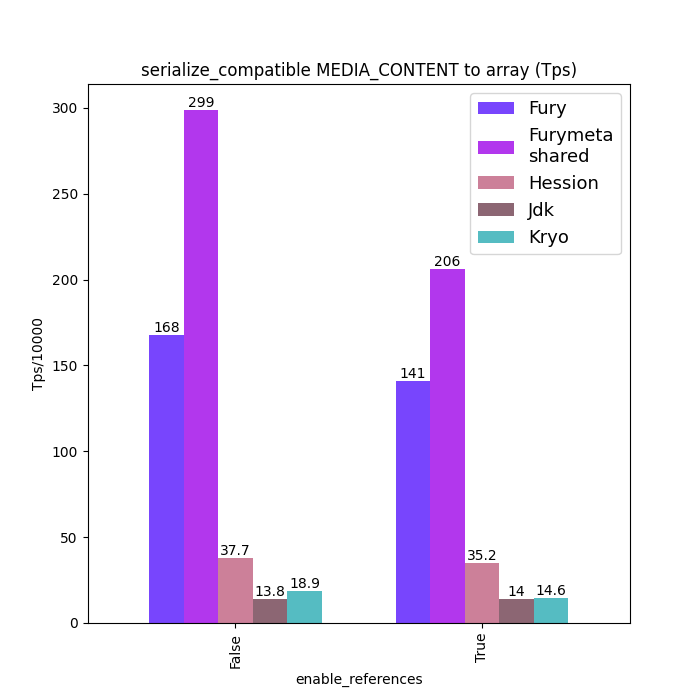 serialize_compatible MEDIA_CONTENT to array (Tps)
Tps/10000
300
250
200
150
100
50
0
168
299
37.7
13.8
18.9
141
206
35.2
14
14.6
Fury
Furymeta
shared
Hession
Jdk
Kryo
False
True
enable_references